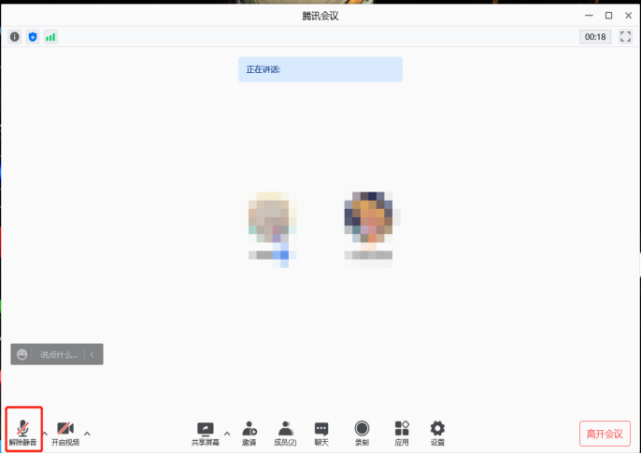 腾讯会议
00:18
正在讲话:
说点什么...
解除静音
开启视频
共享屏幕
邀请
成员(2)
聊天
录制
应用
设置
离开会议